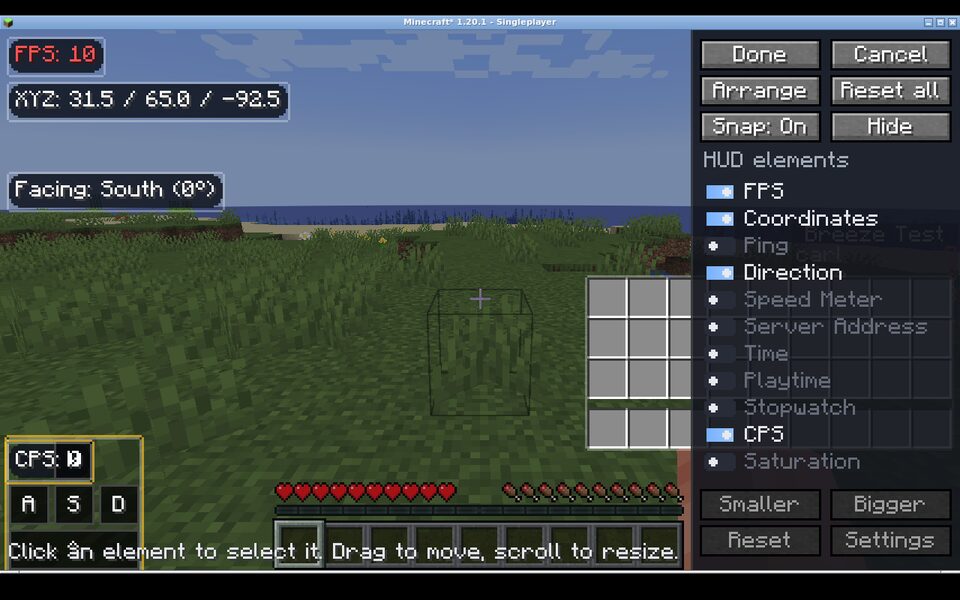 Minecraft* 1.20.1 - Singleplayer
FPS: 10
XYZ: 31.5 / 65.0 / -92.5
Facing: South (0°)
Done
Cancel
Arrange
Reset all
Snap: On
Hide
HUD elements
FPS
Coordinates
Ping
Breeze Test
Direction
Speed Meter
Server Address
Time
Playtime
Stopwatch
CPS
Saturation
Smaller
Bigger
Reset
Settings
CPS: 0
A
S
D
Click an element to select it. Drag to move, scroll to resize.